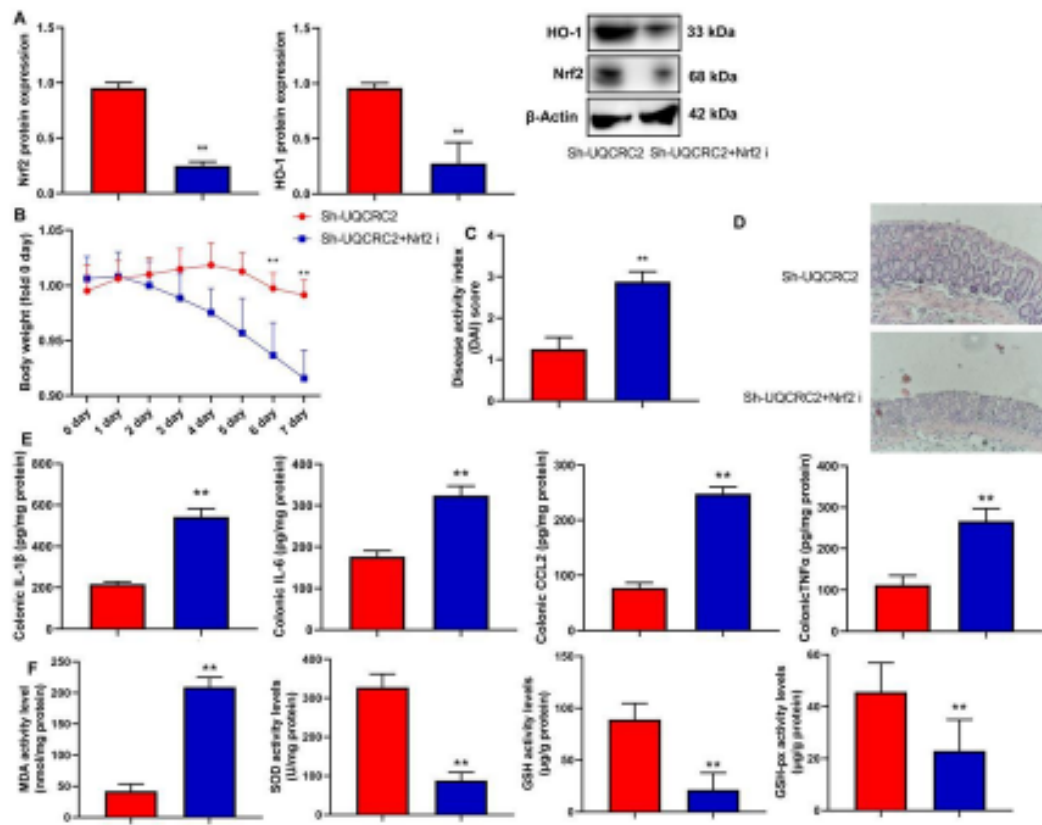 A
Nrf2 protein expression
1.5
1.0
0.5
0.0
**
HO-1 protein expression
1.5
1.0
0.5
0.0
**
HO-1
33 kDa
Nrf2
68 kDa
β-Actin
42 kDa
Sh-UQCRC2
Sh-UQCRC2+Nrf2 i
B
Sh-UQCRC2
Sh-UQCRC2+Nrf2 i
Body weight (fold 0 day)
1.05
1.00
0.95
0.90
**
**
0 day
1 day
2 day
3 day
4 day
5 day
6 day
7 day
C
Disease activity index
(DAI) score
4
3
2
1
0
**
D
Sh-UQCRC2
Sh-UQCRC2+Nrf2 i
E
Colonic IL-1β (pg/mg protein)
800
600
400
200
0
**
Colonic IL-6 (pg/mg protein)
400
300
200
100
0
**
Colonic CCL2 (pg/mg protein)
300
200
100
0
**
ColonicTNFα (pg/mg protein)
400
300
200
100
0
**
F
MDA activity level
(nmol/mg protein)
250
200
150
100
50
0
**
SOD activity levels
(U/mg protein)
400
300
200
100
0
**
GSH activity levels
(μg/g protein)
150
100
50
0
**
GSH-px activity levels
(μg/g protein)
60
40
20
0
**